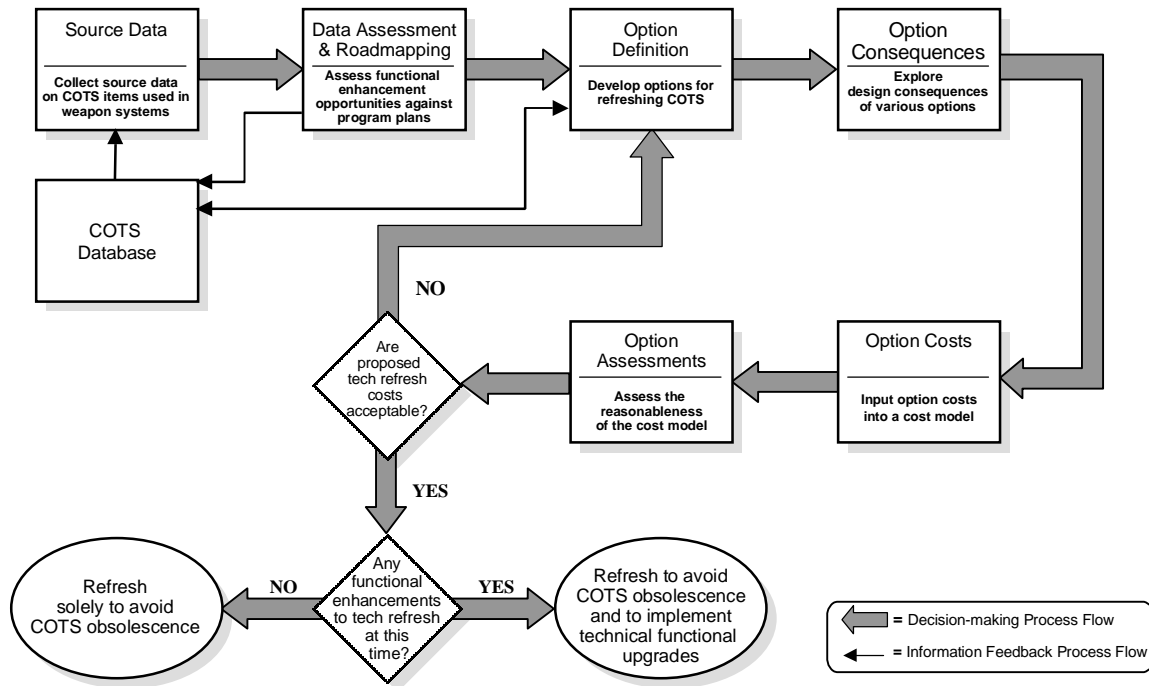 Source Data
Collect source data
on COTS items used in
weapon systems
Data Assessment
& Roadmapping
Assess functional
enhancement
opportunities against
program plans
Option
Definition
Develop options for
refreshing COTS
Option
Consequences
Explore
design consequences
of various options
COTS
Database
NO
Are
proposed
tech refresh
costs
acceptable?
Option
Assessments
Assess the
reasonableness
of the cost model
Option Costs
Input option costs
into a cost model
YES
Refresh
solely to avoid
COTS obsolescence
NO
Any
functional
enhancements
to tech refresh
at this
time?
YES
Refresh to avoid
COTS obsolescence
and to implement
technical functional
upgrades
= Decision-making Process Flow
= Information Feedback Process Flow